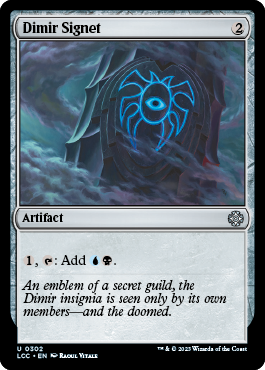 Dimir Signet 2
Artifact
1, : Add .
An emblem of a secret guild, the
Dimir insignia is seen only by its own
members—and the doomed.
U 0302
LCC • EN Raoul Vitale
™ & © 2023 Wizards of the Coast